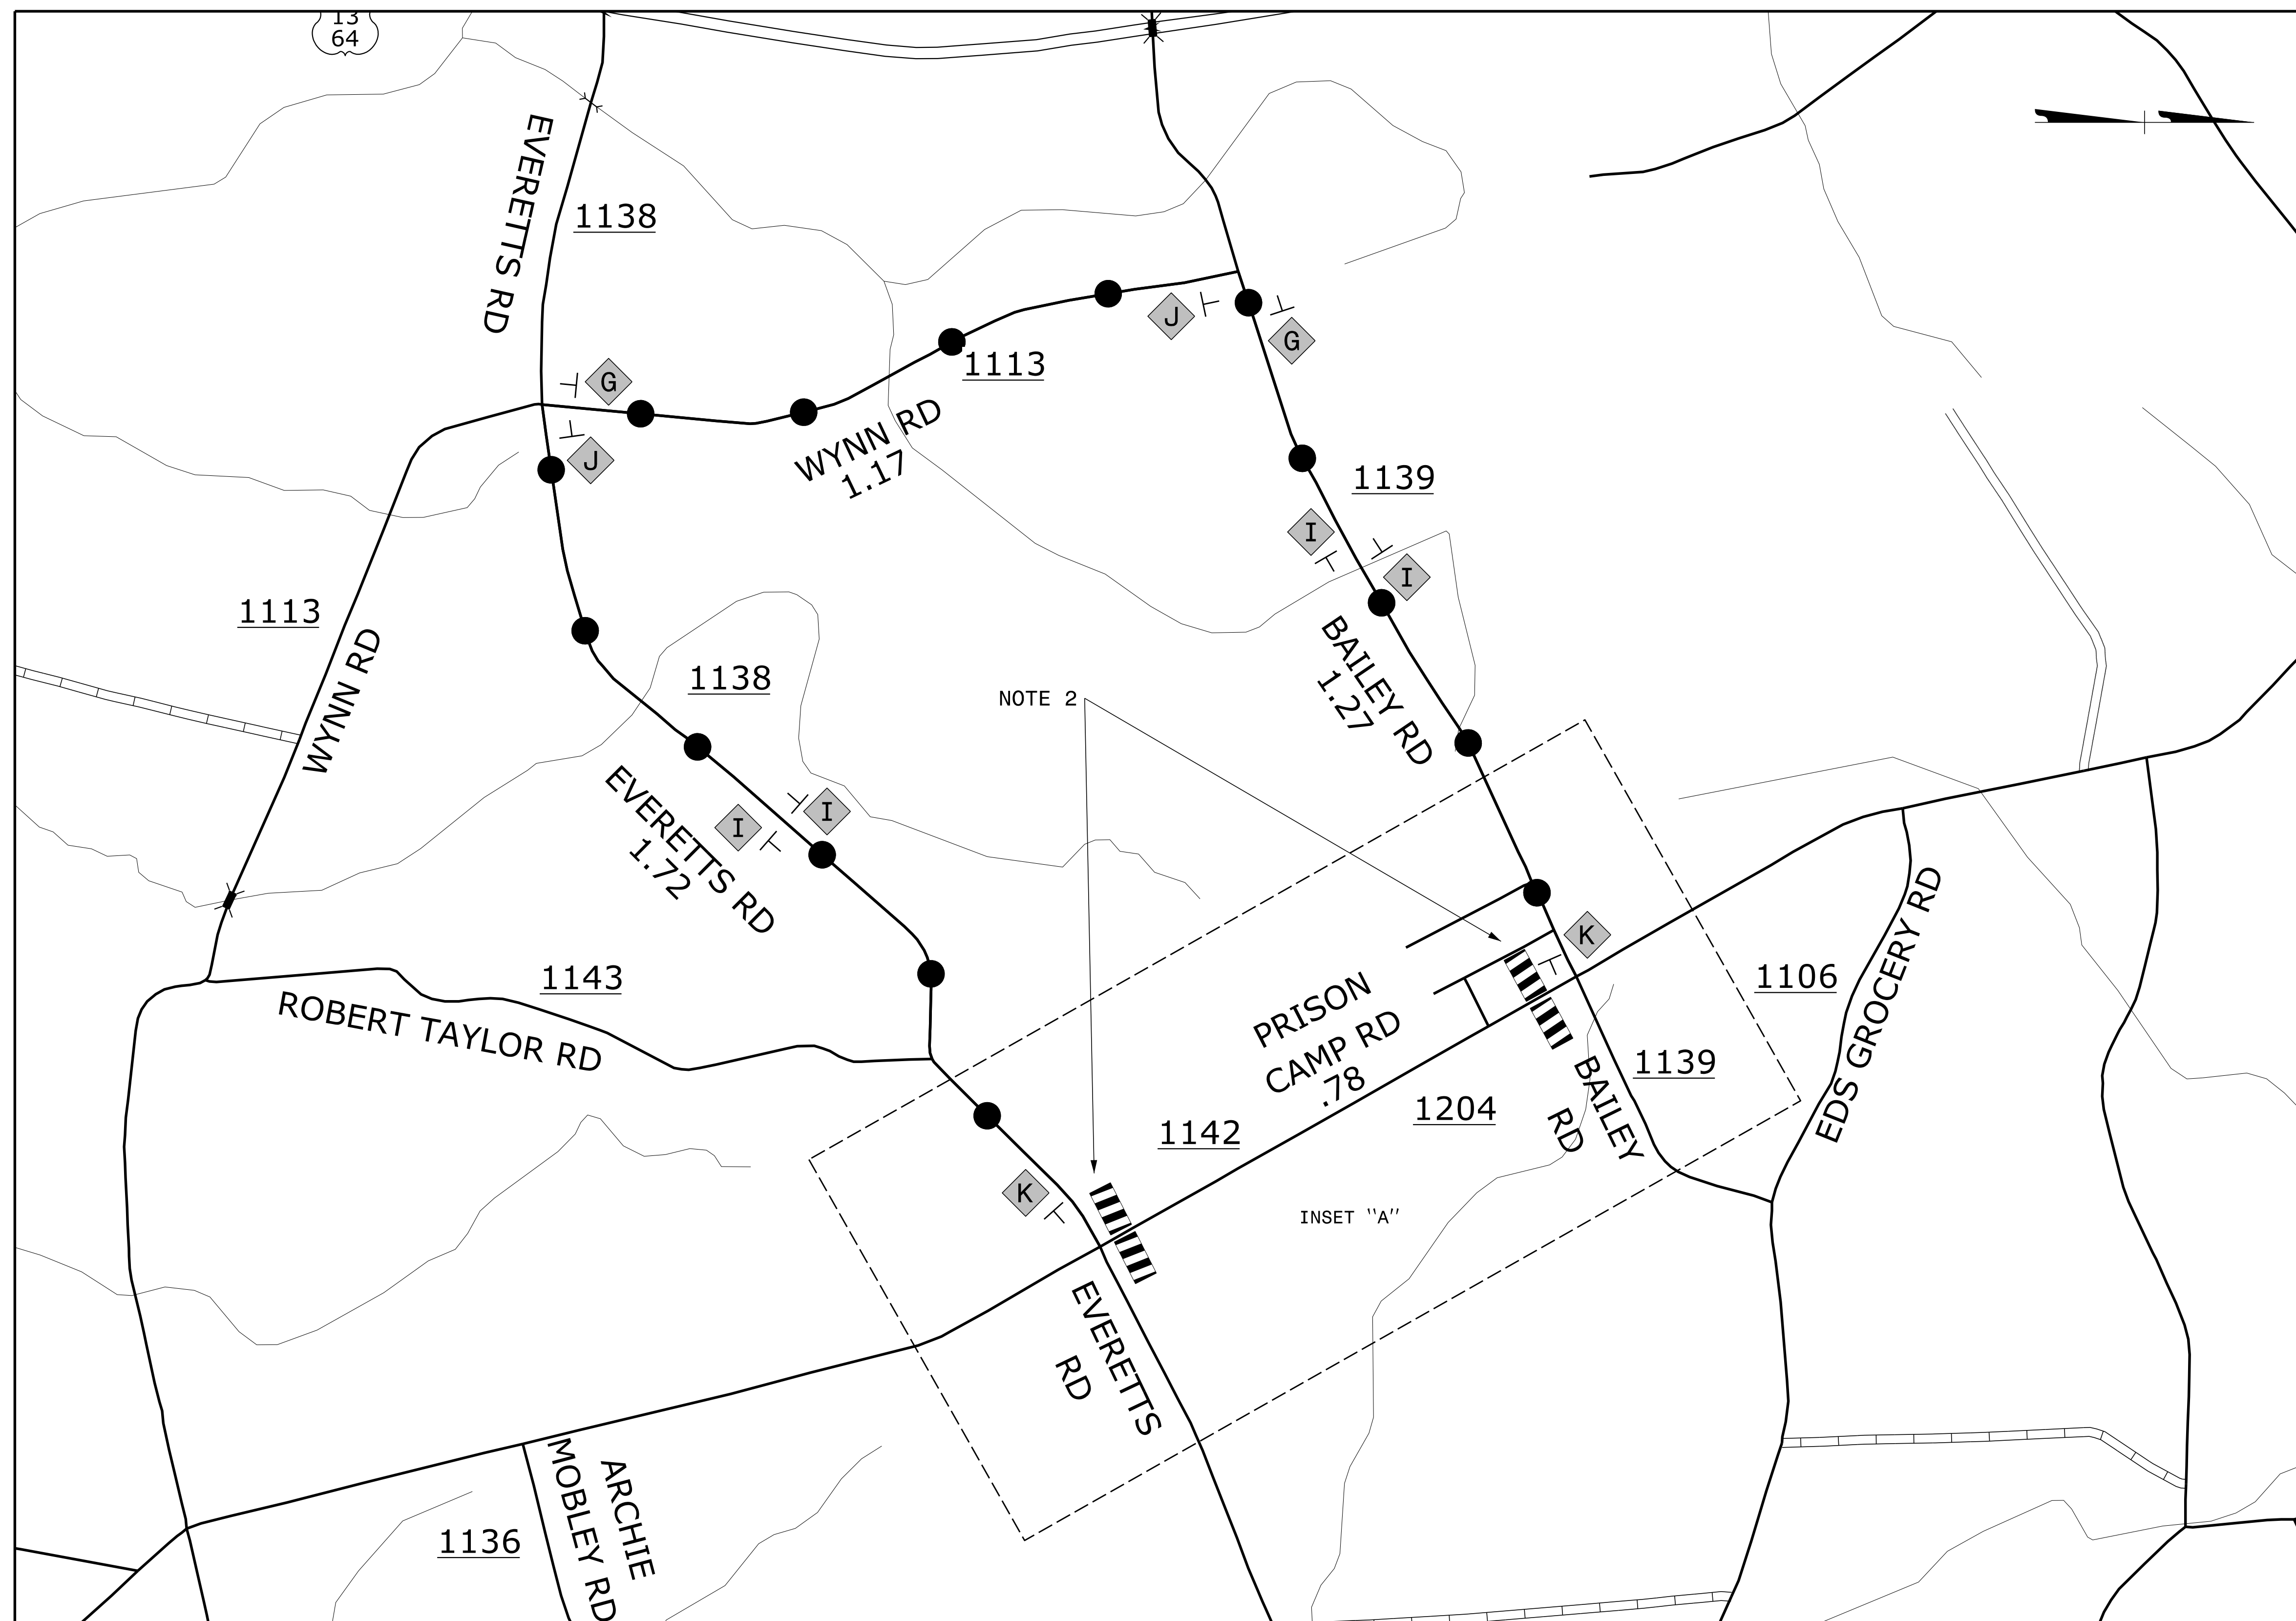 13
64
EVERETTS RD
1138
J
G
1113
G
J
WYNN RD
1.17
1139
I
I
1113
WYNN RD
1138
BAILEY RD
1.27
NOTE 2
EVERETTS RD
1.72
I
I
K
1143
ROBERT TAYLOR RD
PRISON
CAMP RD
.78
1106
EDS GROCERY RD
1139
BAILEY
RD
1204
1142
K
INSET "A"
EVERETTS
RD
ARCHIE
MOBLEY RD
1136